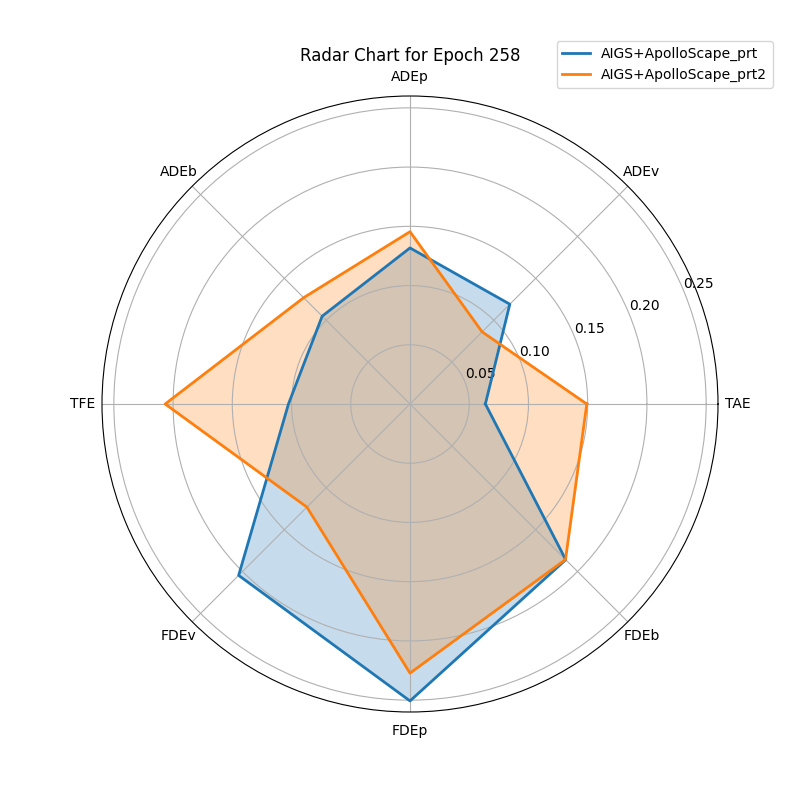 Radar Chart for Epoch 258
AIGS+ApolloScape_prt
AIGS+ApolloScape_prt2
ADEp
ADEb
ADEv
0.25
0.20
0.15
0.10
0.05
TFE
TAE
FDEv
FDEb
FDEp